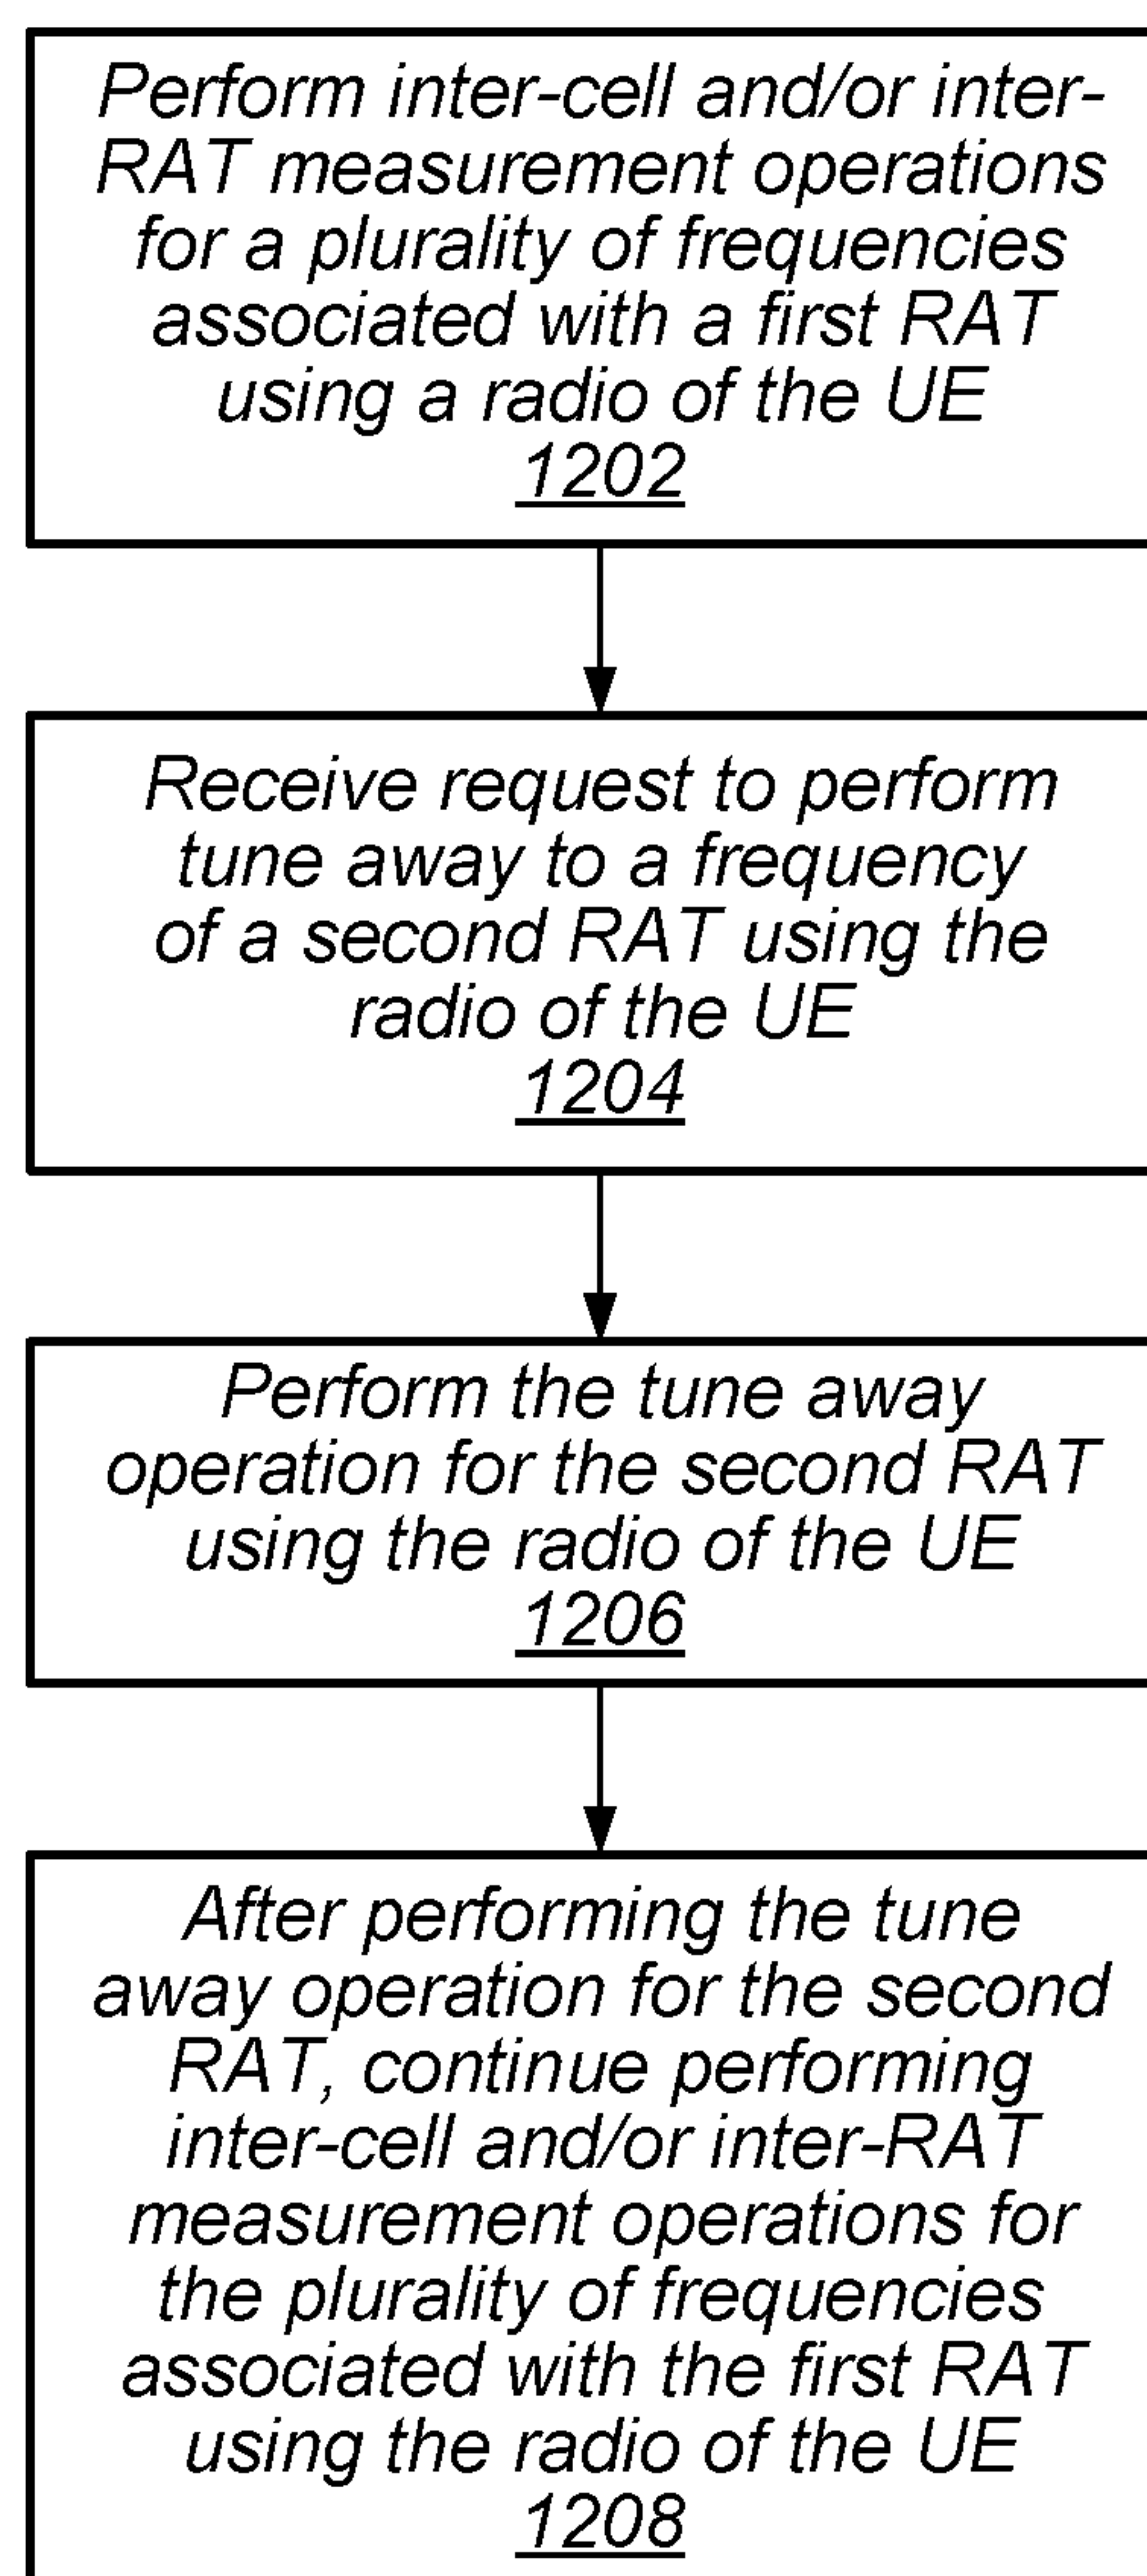 Perform inter-cell and/or inter-
RAT measurement operations
for a plurality of frequencies
associated with a first RAT
using a radio of the UE
1202
Receive request to perform
tune away to a frequency
of a second RAT using the
radio of the UE
1204
Perform the tune away
operation for the second RAT
using the radio of the UE
1206
After performing the tune
away operation for the second
RAT, continue performing
inter-cell and/or inter-RAT
measurement operations for
the plurality of frequencies
associated with the first RAT
using the radio of the UE
1208